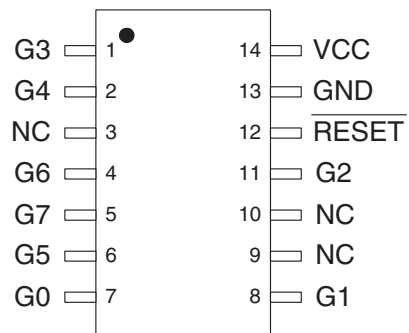 G3 1 14 VCC
G4 2 13 GND
NC 3 12 RESET
G6 4 11 G2
G7 5 10 NC
G5 6 9 NC
G0 7 8 G1